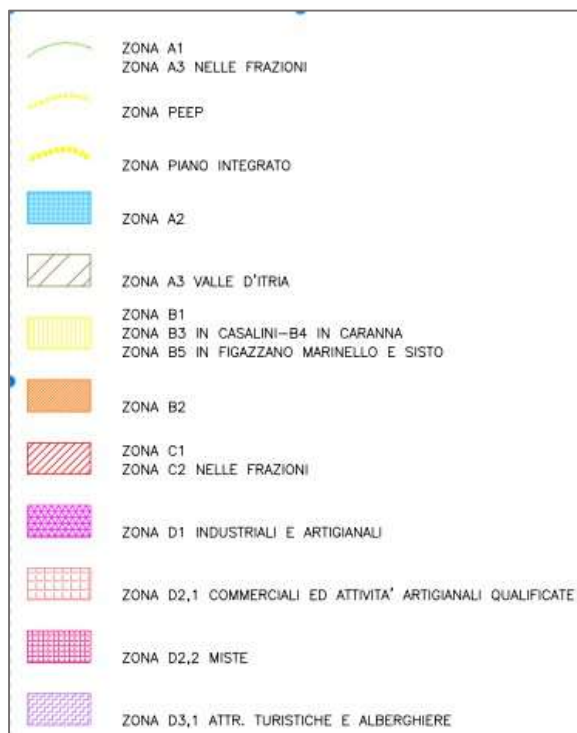 ZONA A1
ZONA A3 NELLE FRAZIONI
ZONA PEEP
ZONA PIANO INTEGRATO
ZONA A2
ZONA A3 VALLE D'ITRIA
ZONA B1
ZONA B3 IN CASALINI-B4 IN CARANNA
ZONA B5 IN FIGAZZANO MARINELLO E SISTO
ZONA B2
ZONA C1
ZONA C2 NELLE FRAZIONI
ZONA D1 INDUSTRIALI E ARTIGIANALI
ZONA D2,1 COMMERCIALI ED ATTIVITA' ARTIGIANALI QUALIFICATE
ZONA D2,2 MISTE
ZONA D3,1 ATTR. TURISTICHE E ALBERGHIERE